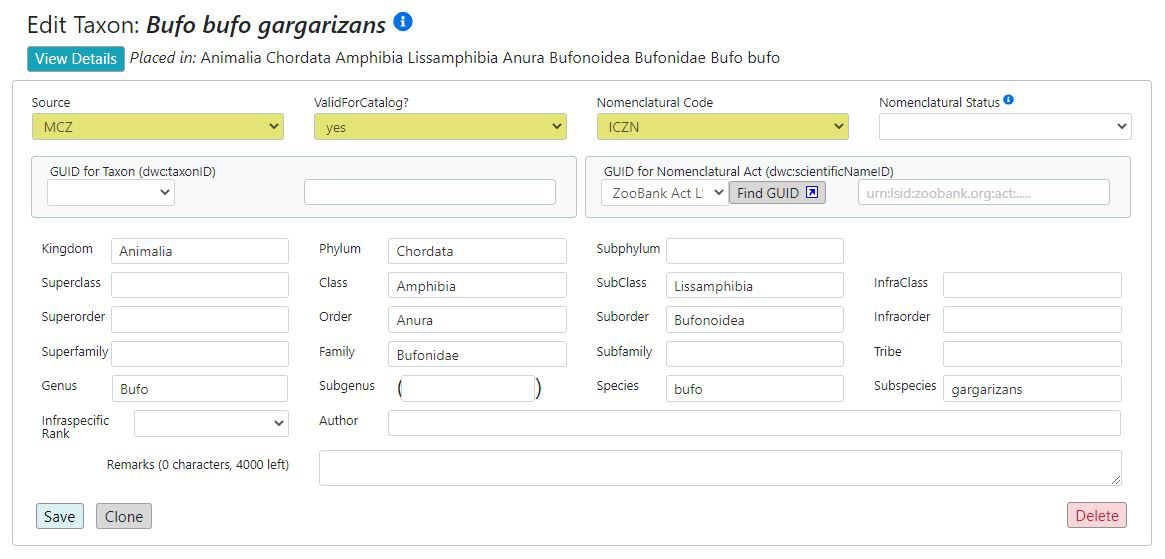 Edit Taxon: Bufo bufo gargarizans
View Details Placed in: Animalia Chordata Amphibia Lissamphibia Anura Bufonoidea Bufonidae Bufo bufo
Source ValidForCatalog? Nomenclatural Code Nomenclatural Status
MCZ yes ICZN
GUID for Taxon (dwc:taxonID) GUID for Nomenclatural Act (dwc:scientificNameID)
ZooBank Act L Find GUID urn:lsid:zoobank.org:act:.....
Kingdom Animalia Phylum Chordata Subphylum
Superclass Class Amphibia SubClass Lissamphibia InfraClass
Superorder Order Anura Suborder Bufonoidea Infraorder
Superfamily Family Bufonidae Subfamily Tribe
Genus Bufo Subgenus ( ) Species bufo Subspecies gargarizans
Infraspecific
Rank Author
Remarks (0 characters, 4000 left)
Save Clone Delete